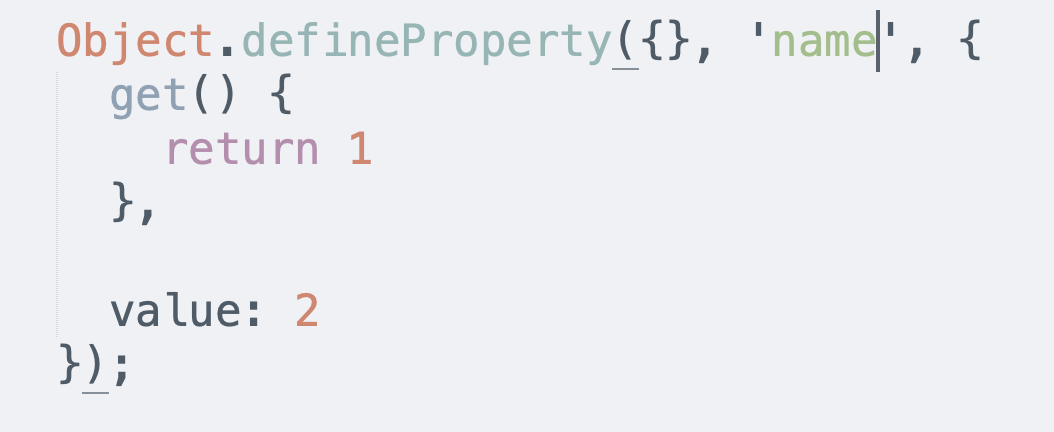 Object.defineProperty({}, 'name', {
  get() {
    return 1
  },

  value: 2
});